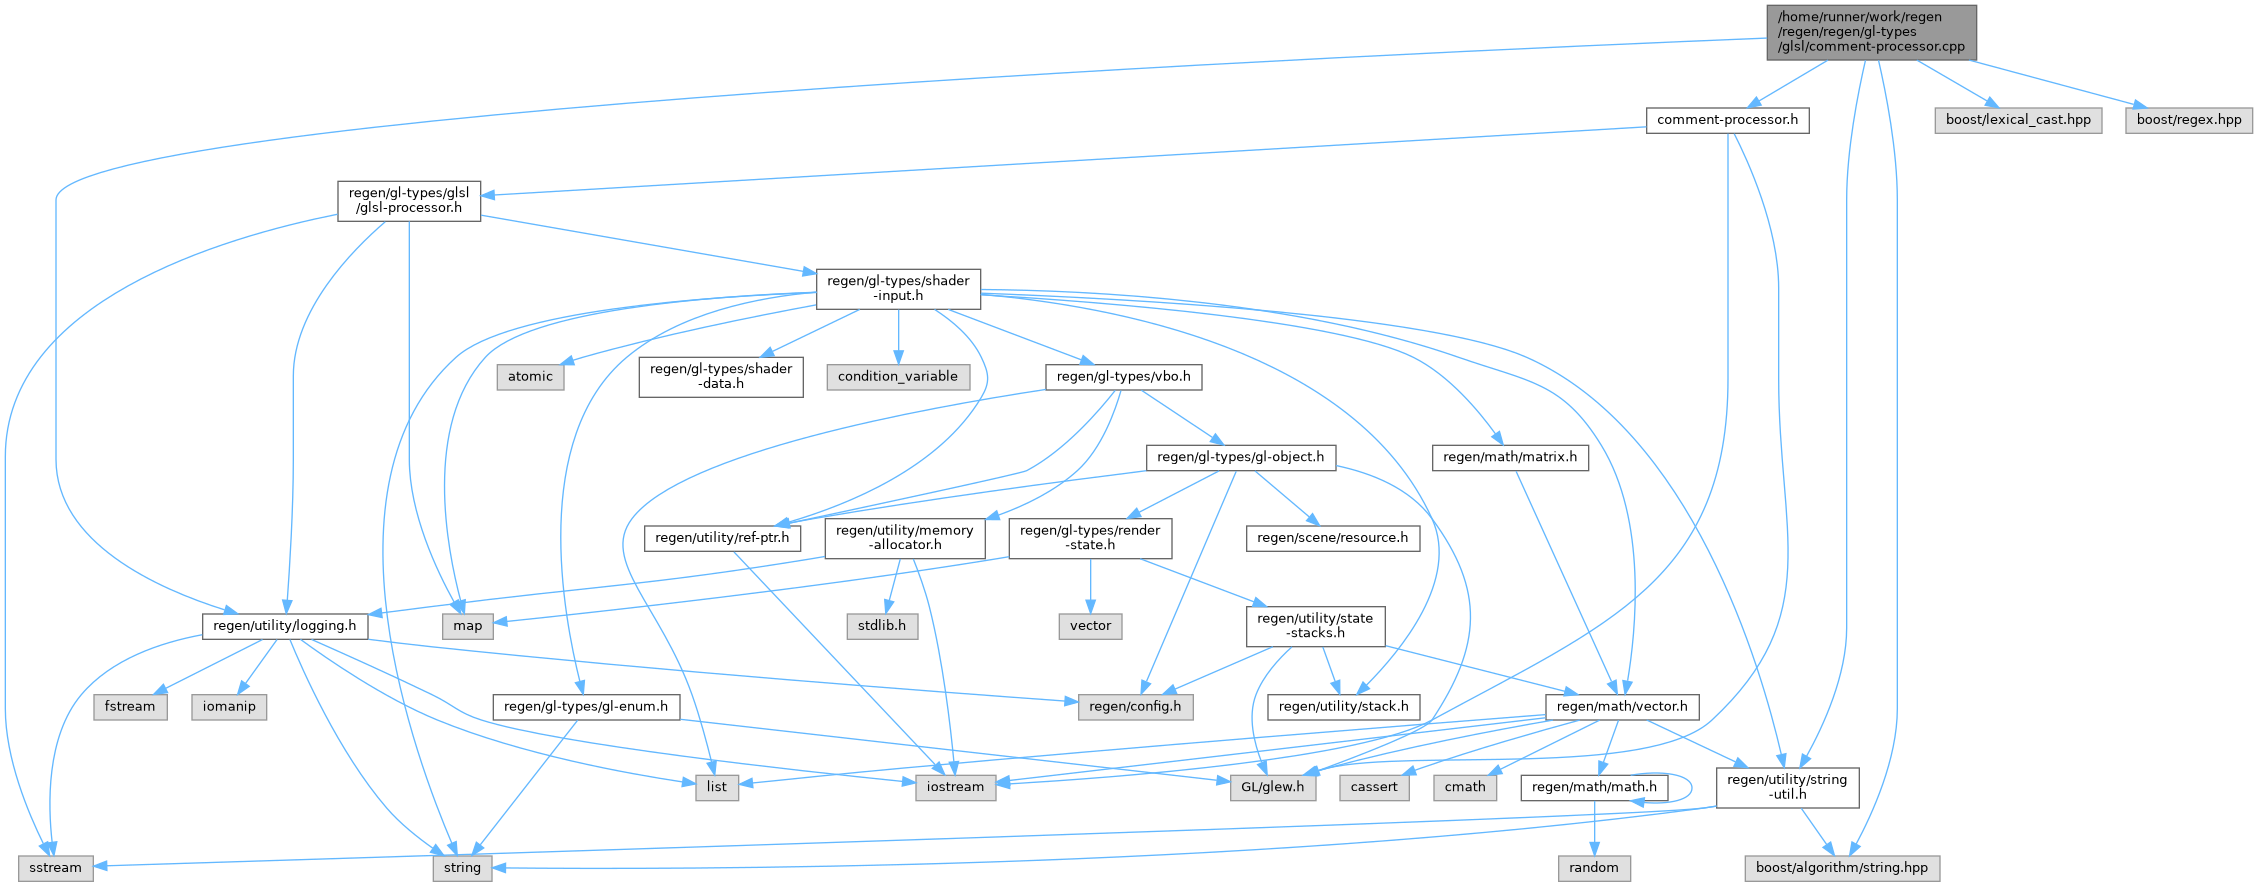 /home/runner/work/regen
/regen/regen/gl-types
/glsl/comment-processor.cpp
comment-processor.h
boost/lexical_cast.hpp
boost/regex.hpp
regen/gl-types/glsl
/glsl-processor.h
regen/gl-types/shader
-input.h
atomic
regen/gl-types/shader
-data.h
condition_variable
regen/gl-types/vbo.h
regen/gl-types/gl-object.h
regen/math/matrix.h
regen/utility/ref-ptr.h
regen/utility/memory
-allocator.h
regen/gl-types/render
-state.h
regen/scene/resource.h
regen/utility/logging.h
map
stdlib.h
vector
regen/utility/state
-stacks.h
fstream
iomanip
regen/gl-types/gl-enum.h
regen/config.h
regen/utility/stack.h
regen/math/vector.h
list
iostream
GL/glew.h
cassert
cmath
regen/math/math.h
regen/utility/string
-util.h
sstream
string
random
boost/algorithm/string.hpp